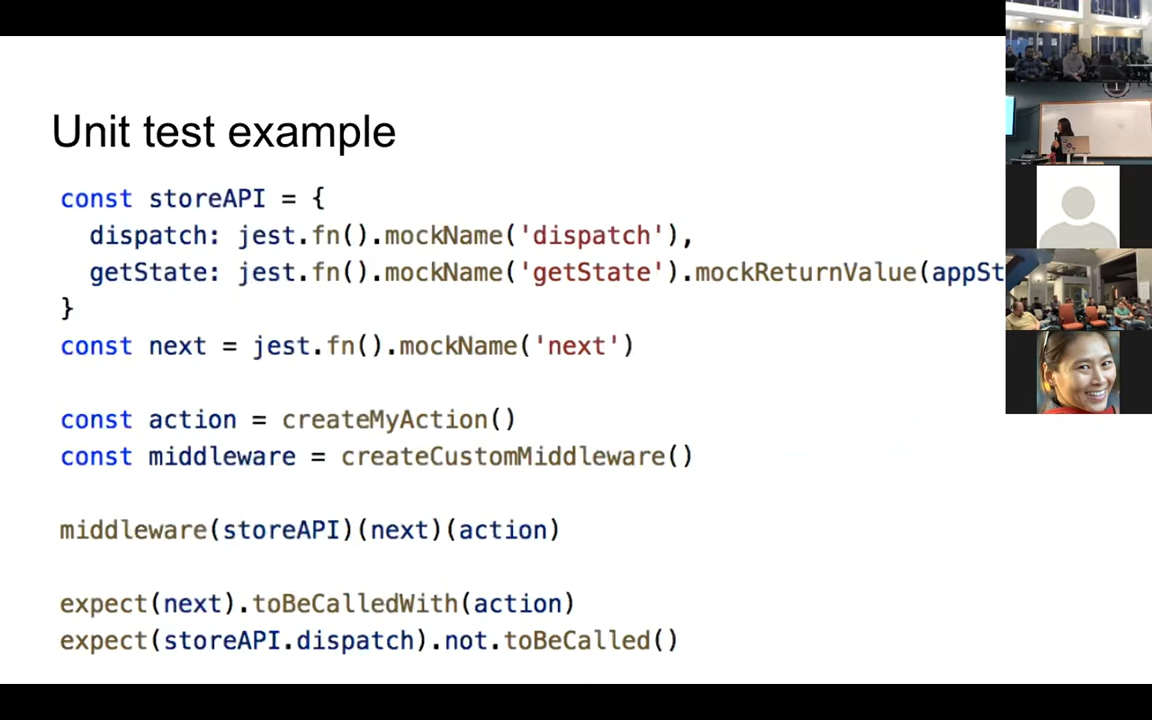 Unit test example
const storeAPI = {
dispatch: jest.fn().mockName('dispatch'),
getState: jest.fn().mockName('getState').mockReturnValue(appSt
}
const next = jest.fn().mockName('next')
const action = createMyAction()
const middleware = createCustomMiddleware()
middleware(storeAPI)(next)(action)
expect(next).toBeCalledWith(action)
expect(storeAPI.dispatch).not.toBeCalled()